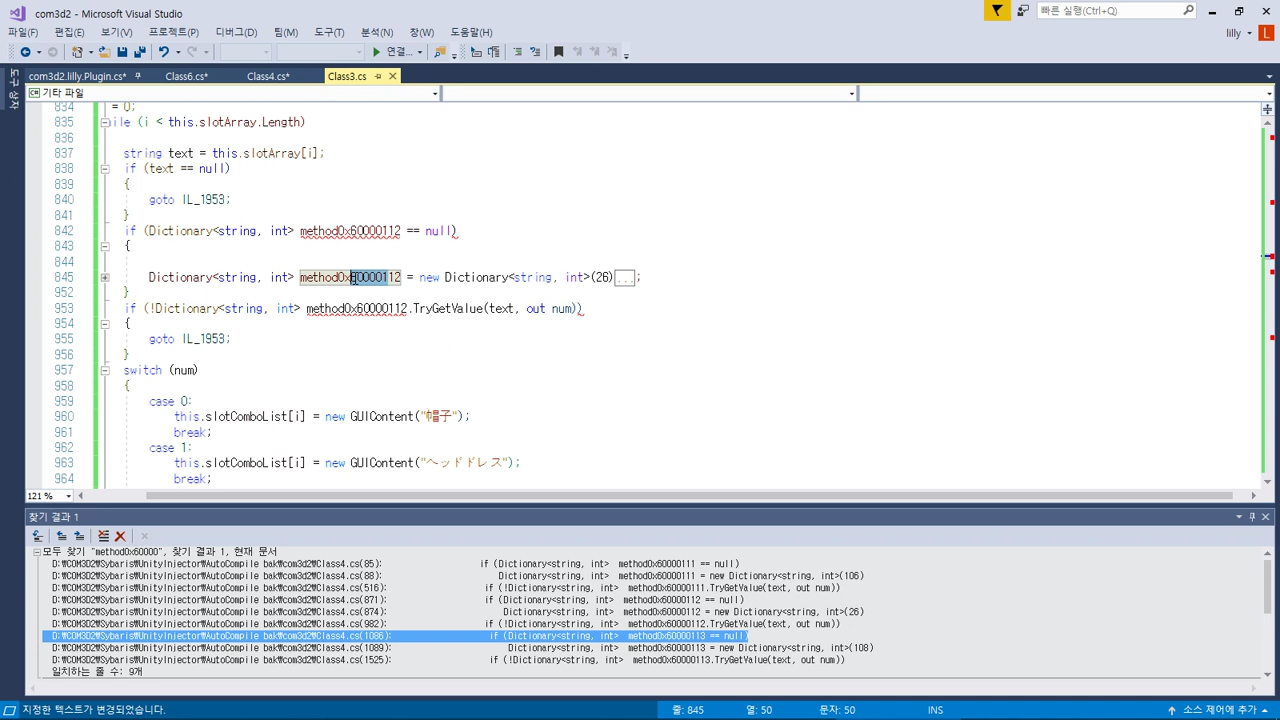 com3d2 - Microsoft Visual Studio
빠른 실행(Ctrl+Q)
파일(F) 편집(E) 보기(V) 프로젝트(P) 디버그(D) 팀(M) 도구(T) 분석(N) 창(W) 도움말(H)
lilly L
연결...
com3d2.lilly.Plugin.cs* Class6.cs* Class4.cs* Class3.cs
도구 상자
C# 기타 파일
834 = 0;
835 ile (i < this.slotArray.Length)
836
837 string text = this.slotArray[i];
838 if (text == null)
839 {
840 goto IL_1953;
841 }
842 if (Dictionary<string, int> method0x60000112 == null)
843 {
845 Dictionary<string, int> method0x60000112 = new Dictionary<string, int>(26)...;
952 }
953 if (!Dictionary<string, int> method0x60000112.TryGetValue(text, out num))
954 {
955 goto IL_1953;
956 }
957 switch (num)
958 {
959 case 0:
960 this.slotComboList[i] = new GUIContent("帽子");
961 break;
962 case 1:
963 this.slotComboList[i] = new GUIContent("ヘッドドレス");
964 break;
121 %
찾기 결과 1
모두 찾기 "method0x60000", 찾기 결과 1, 현재 문서
D:₩COM3D2₩Sybaris₩UnityInjector₩AutoCompile bak₩com3d2₩Class4.cs(85): if (Dictionary<string, int> method0x60000111 == null)
D:₩COM3D2₩Sybaris₩UnityInjector₩AutoCompile bak₩com3d2₩Class4.cs(88): Dictionary<string, int> method0x60000111 = new Dictionary<string, int>(106)
D:₩COM3D2₩Sybaris₩UnityInjector₩AutoCompile bak₩com3d2₩Class4.cs(516): if (!Dictionary<string, int> method0x60000111.TryGetValue(text, out num))
D:₩COM3D2₩Sybaris₩UnityInjector₩AutoCompile bak₩com3d2₩Class4.cs(871): if (Dictionary<string, int> method0x60000112 == null)
D:₩COM3D2₩Sybaris₩UnityInjector₩AutoCompile bak₩com3d2₩Class4.cs(874): Dictionary<string, int> method0x60000112 = new Dictionary<string, int>(26)
D:₩COM3D2₩Sybaris₩UnityInjector₩AutoCompile bak₩com3d2₩Class4.cs(982): if (!Dictionary<string, int> method0x60000112.TryGetValue(text, out num))
D:₩COM3D2₩Sybaris₩UnityInjector₩AutoCompile bak₩com3d2₩Class4.cs(1086): if (Dictionary<string, int> method0x60000113 == null)
D:₩COM3D2₩Sybaris₩UnityInjector₩AutoCompile bak₩com3d2₩Class4.cs(1089): Dictionary<string, int> method0x60000113 = new Dictionary<string, int>(108)
D:₩COM3D2₩Sybaris₩UnityInjector₩AutoCompile bak₩com3d2₩Class4.cs(1525): if (!Dictionary<string, int> method0x60000113.TryGetValue(text, out num))
일치하는 줄 수: 9개
지정한 텍스트가 변경되었습니다. 줄: 845 열: 50 문자: 50 INS 소스 제어에 추가